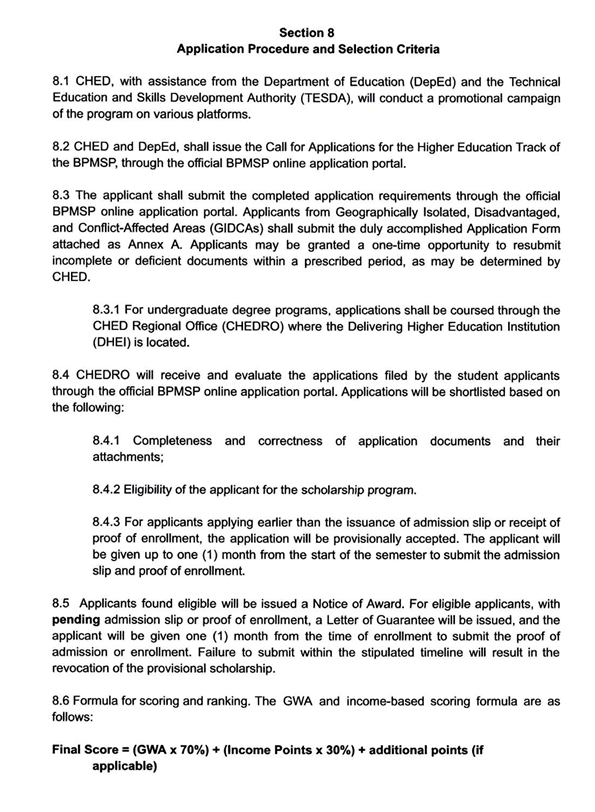 Section 8
Application Procedure and Selection Criteria
8.1 CHED, with assistance from the Department of Education (DepEd) and the Technical
Education and Skills Development Authority (TESDA), will conduct a promotional campaign
of the program on various platforms.
8.2 CHED and DepEd, shall issue the Call for Applications for the Higher Education Track of
the BPMSP, through the official BPMSP online application portal.
8.3 The applicant shall submit the completed application requirements through the official
BPMSP online application portal. Applicants from Geographically Isolated, Disadvantaged,
and Conflict-Affected Areas (GIDCAs) shall submit the duly accomplished Application Form
attached as Annex A. Applicants may be granted a one-time opportunity to resubmit
incomplete or deficient documents within a prescribed period, as may be determined by
CHED.
8.3.1 For undergraduate degree programs, applications shall be coursed through the
CHED Regional Office (CHEDRO) where the Delivering Higher Education Institution
(DHEI) is located.
8.4 CHEDRO will receive and evaluate the applications filed by the student applicants
through the official BPMSP online application portal. Applications will be shortlisted based on
the following:
8.4.1 Completeness and correctness of application documents and their
attachments;
8.4.2 Eligibility of the applicant for the scholarship program.
8.4.3 For applicants applying earlier than the issuance of admission slip or receipt of
proof of enrollment, the application will be provisionally accepted. The applicant will
be given up to one (1) month from the start of the semester to submit the admission
slip and proof of enrollment.
8.5 Applicants found eligible will be issued a Notice of Award. For eligible applicants, with
pending admission slip or proof of enrollment, a Letter of Guarantee will be issued, and the
applicant will be given one (1) month from the time of enrollment to submit the proof of
admission or enrollment. Failure to submit within the stipulated timeline will result in the
revocation of the provisional scholarship.
8.6 Formula for scoring and ranking. The GWA and income-based scoring formula are as
follows:
Final Score = (GWA x 70%) + (Income Points x 30%) + additional points (if
applicable)